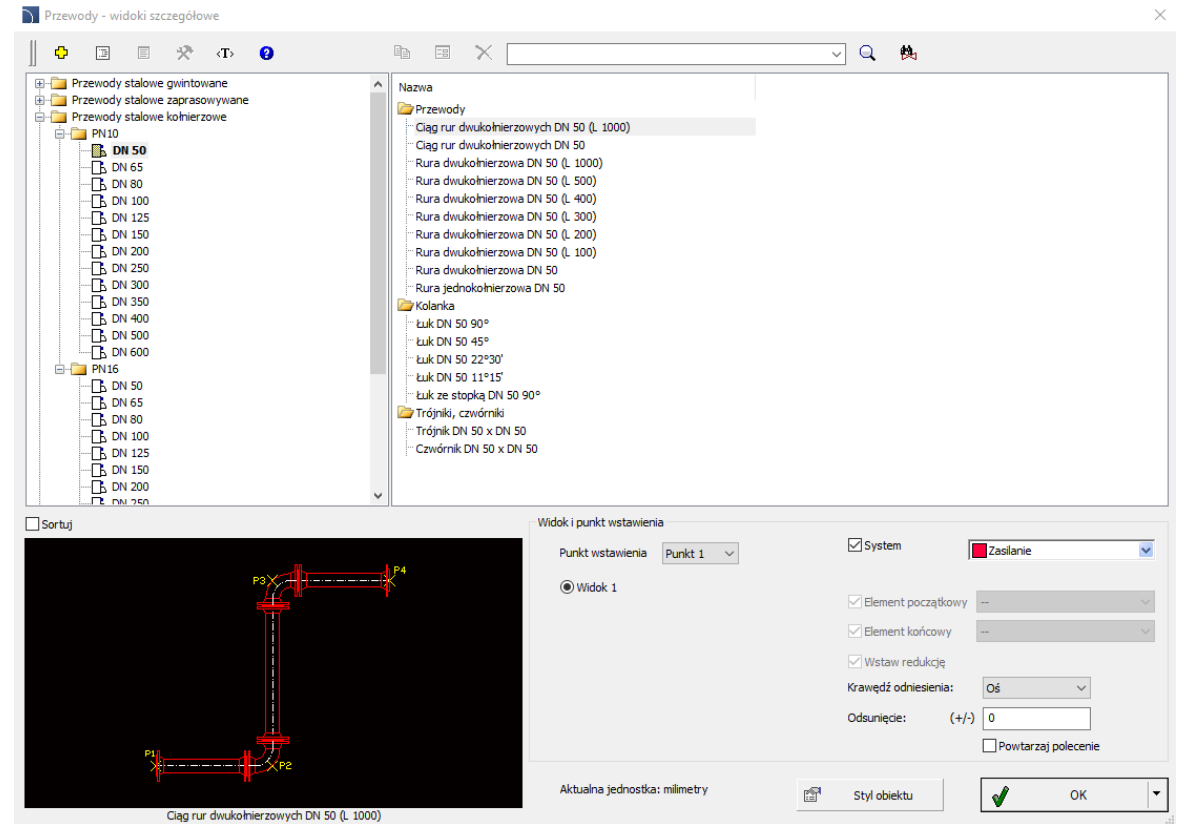 Przewody - widoki szczegółowe
‹T›
Przewody stalowe gwintowane
Przewody stalowe zaprasowywane
Przewody stalowe kołnierzowe
PN10
DN 50
DN 65
DN 80
DN 100
DN 125
DN 150
DN 200
DN 250
DN 300
DN 350
DN 400
DN 500
DN 600
PN16
DN 50
DN 65
DN 80
DN 100
DN 125
DN 150
DN 200
DN 250
Nazwa
Przewody
Ciąg rur dwukołnierzowych DN 50 (L 1000)
Ciąg rur dwukołnierzowych DN 50
Rura dwukołnierzowa DN 50 (L 1000)
Rura dwukołnierzowa DN 50 (L 500)
Rura dwukołnierzowa DN 50 (L 400)
Rura dwukołnierzowa DN 50 (L 300)
Rura dwukołnierzowa DN 50 (L 200)
Rura dwukołnierzowa DN 50 (L 100)
Rura dwukołnierzowa DN 50
Rura jednokołnierzowa DN 50
Kolanka
Łuk DN 50 90°
Łuk DN 50 45°
Łuk DN 50 22°30'
Łuk DN 50 11°15'
Łuk ze stopką DN 50 90°
Trójniki, czwórniki
Trójnik DN 50 x DN 50
Czwórnik DN 50 x DN 50
Sortuj
P3
P4
P1
P2
Ciąg rur dwukołnierzowych DN 50 (L 1000)
Widok i punkt wstawienia
Punkt wstawienia Punkt 1
Widok 1
System Zasilanie
Element początkowy --
Element końcowy --
Wstaw redukcję
Krawędź odniesienia: Oś
Odsunięcie: (+/-) 0
Powtarzaj polecenie
Aktualna jednostka: milimetry
Styl obiektu
OK